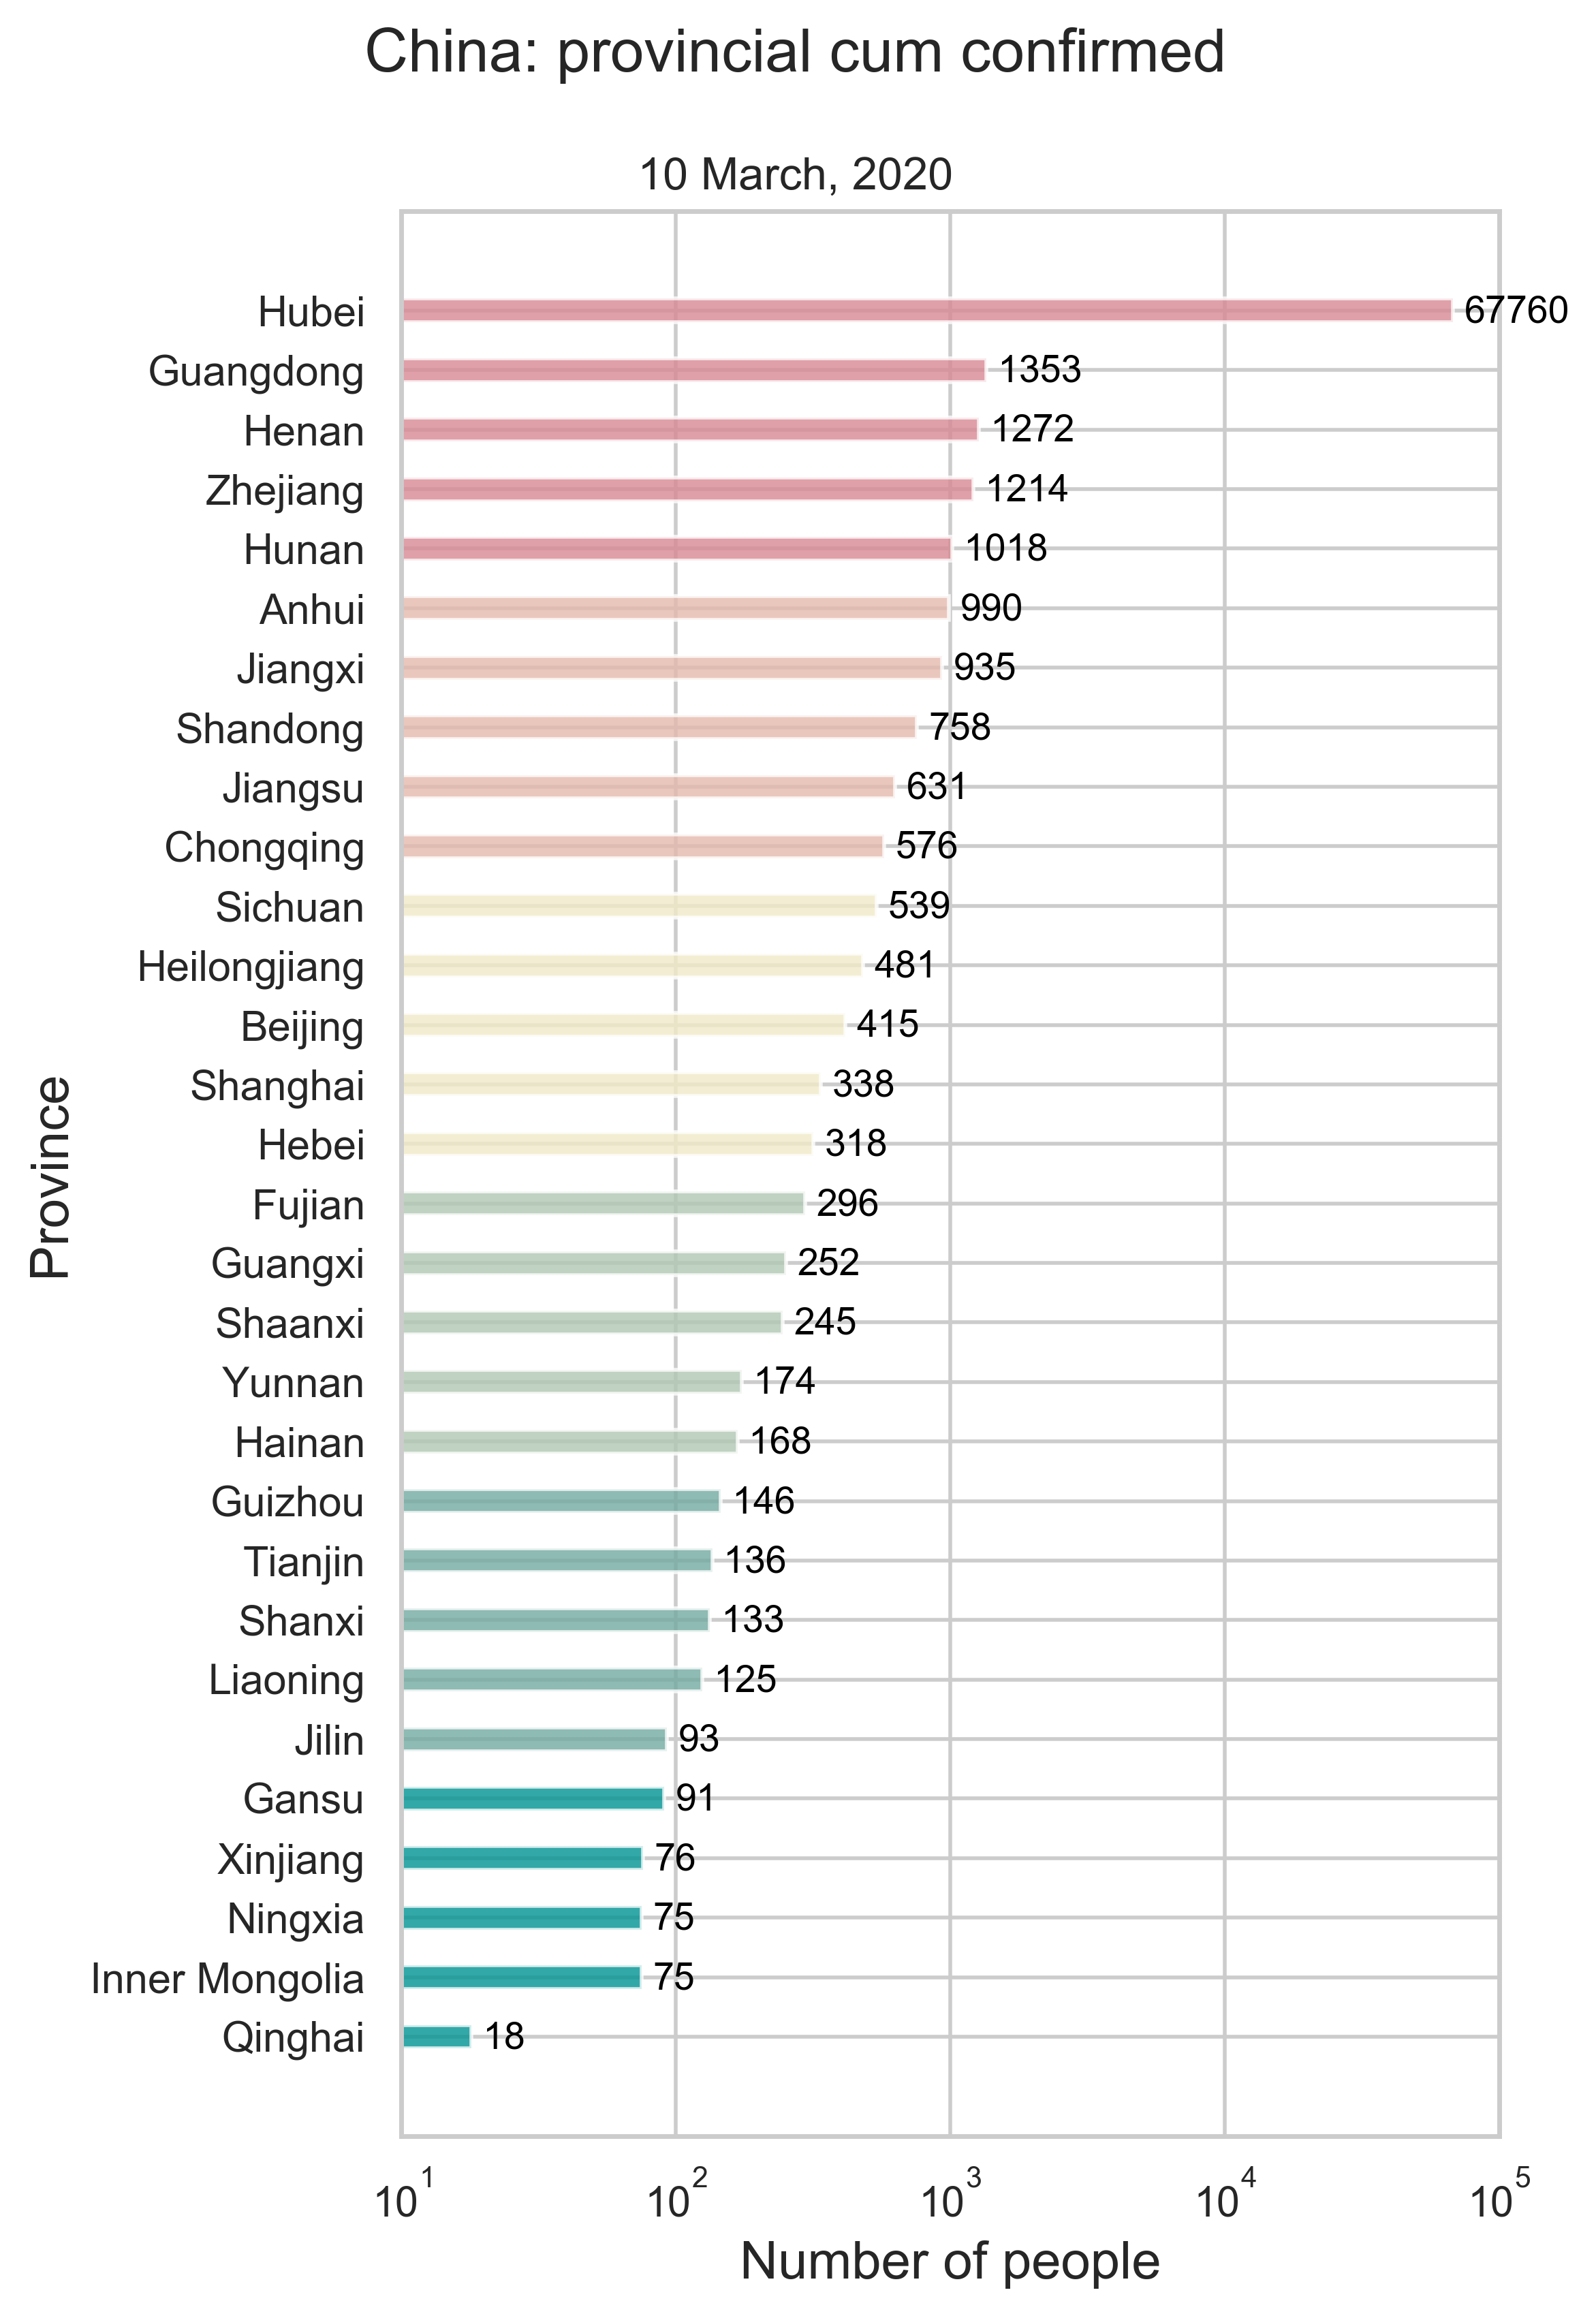 China: provincial cum confirmed
10 March, 2020
Hubei 67760
Guangdong 1353
Henan 1272
Zhejiang 1214
Hunan 1018
Anhui 990
Jiangxi 935
Shandong 758
Jiangsu 631
Chongqing 576
Sichuan 539
Heilongjiang 481
Beijing 415
Shanghai 338
Hebei 318
Fujian 296
Guangxi 252
Shaanxi 245
Yunnan 174
Hainan 168
Guizhou 146
Tianjin 136
Shanxi 133
Liaoning 125
Jilin 93
Gansu 91
Xinjiang 76
Ningxia 75
Inner Mongolia 75
Qinghai 18
Province
10¹ 10² 10³ 10⁴ 10⁵
Number of people